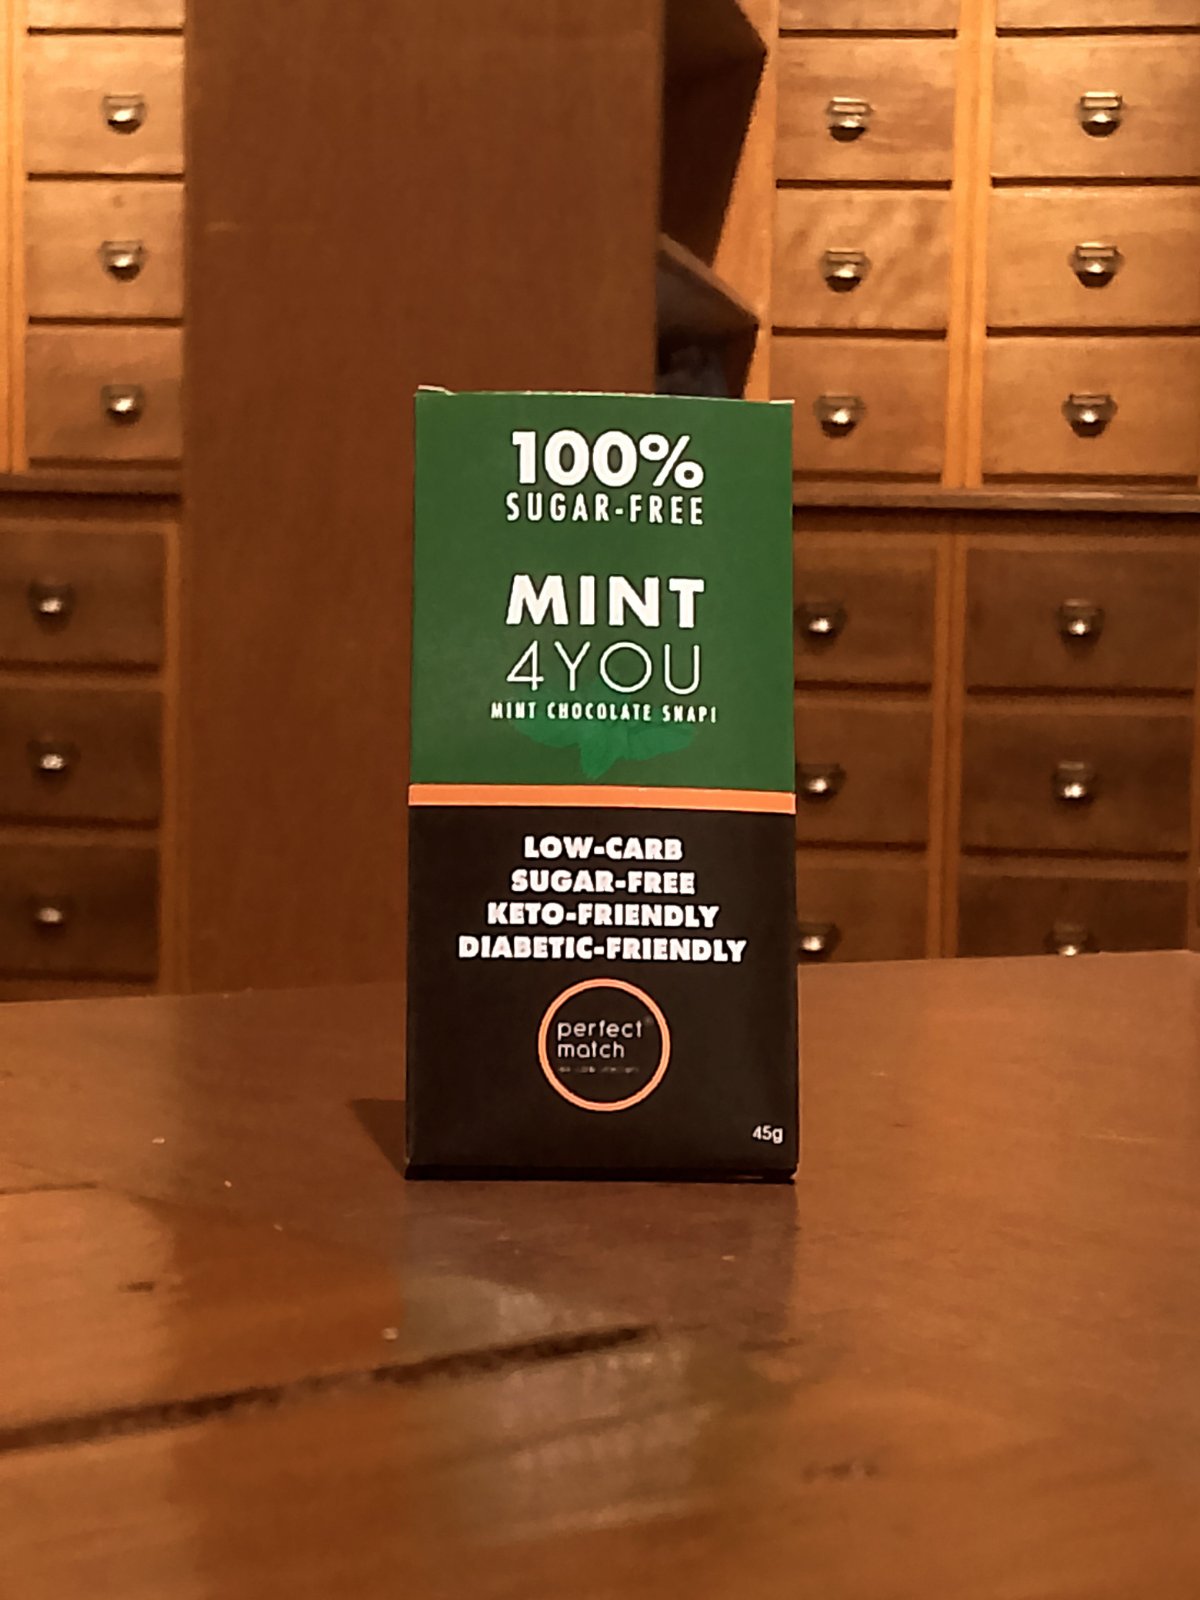 100%
SUGAR-FREE
MINT
4YOU
MINT CHOCOLATE SNAP!
LOW-CARB
SUGAR-FREE
KETO-FRIENDLY
DIABETIC-FRIENDLY
perfect
match
45g